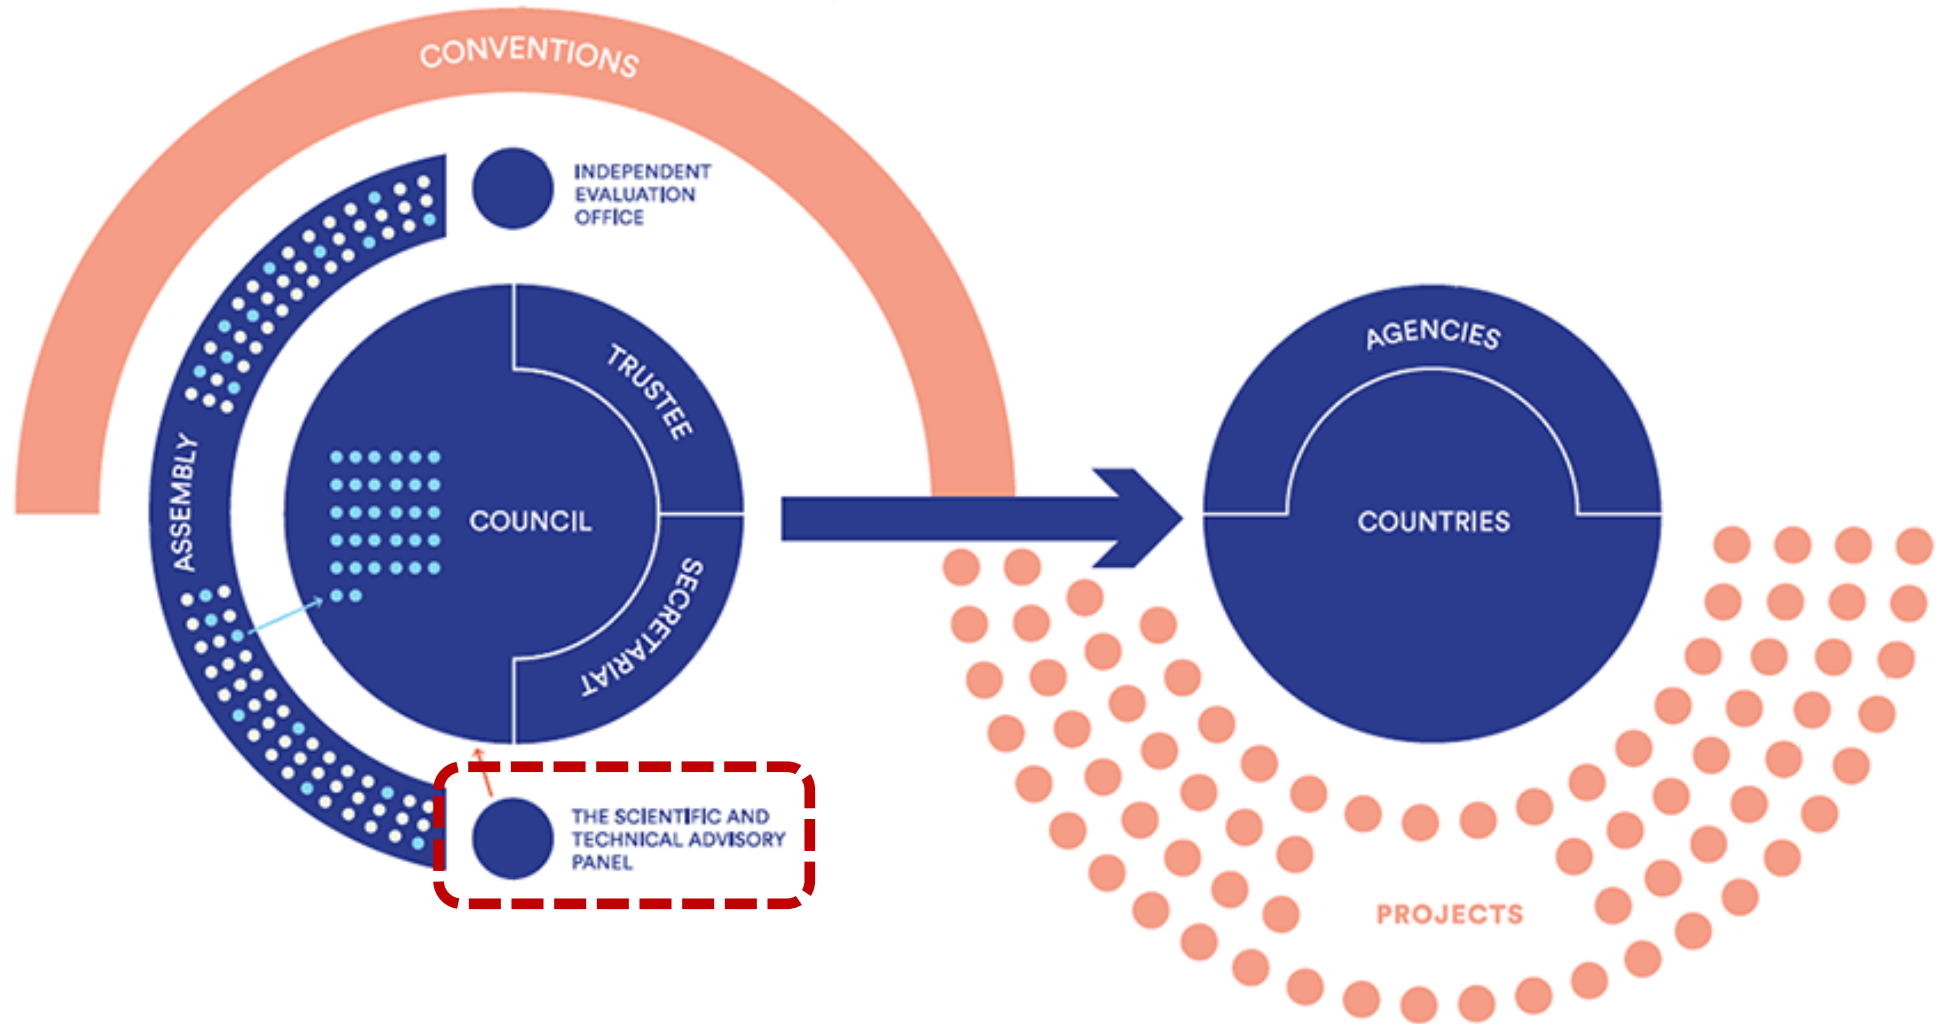 CONVENTIONS
INDEPENDENT
EVALUATION
OFFICE
TRUSTEE
ASSEMBLY
COUNCIL
SECRETARIAT
THE SCIENTIFIC AND
TECHNICAL ADVISORY
PANEL
AGENCIES
COUNTRIES
PROJECTS